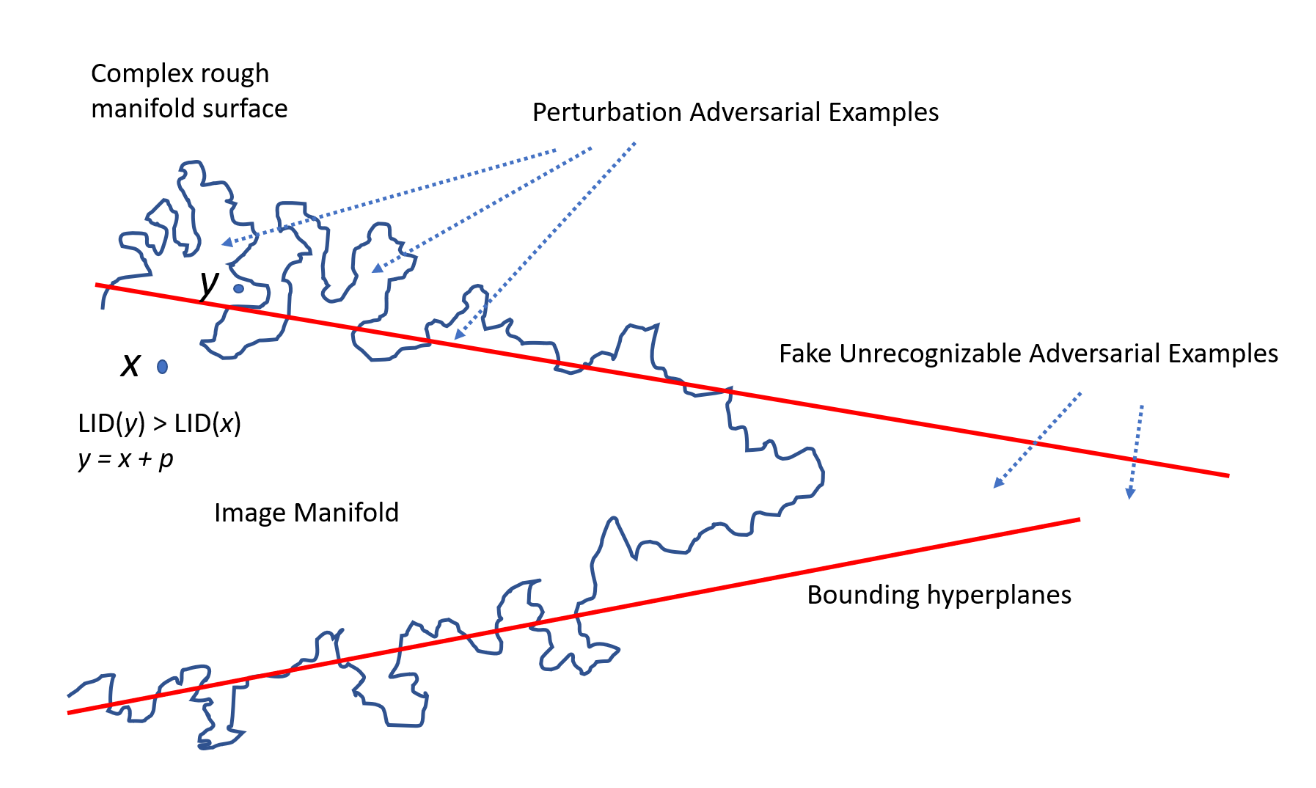 Complex rough
manifold surface
Perturbation Adversarial Examples
y
x
Fake Unrecognizable Adversarial Examples
LID(y) > LID(x)
y = x + p
Image Manifold
Bounding hyperplanes